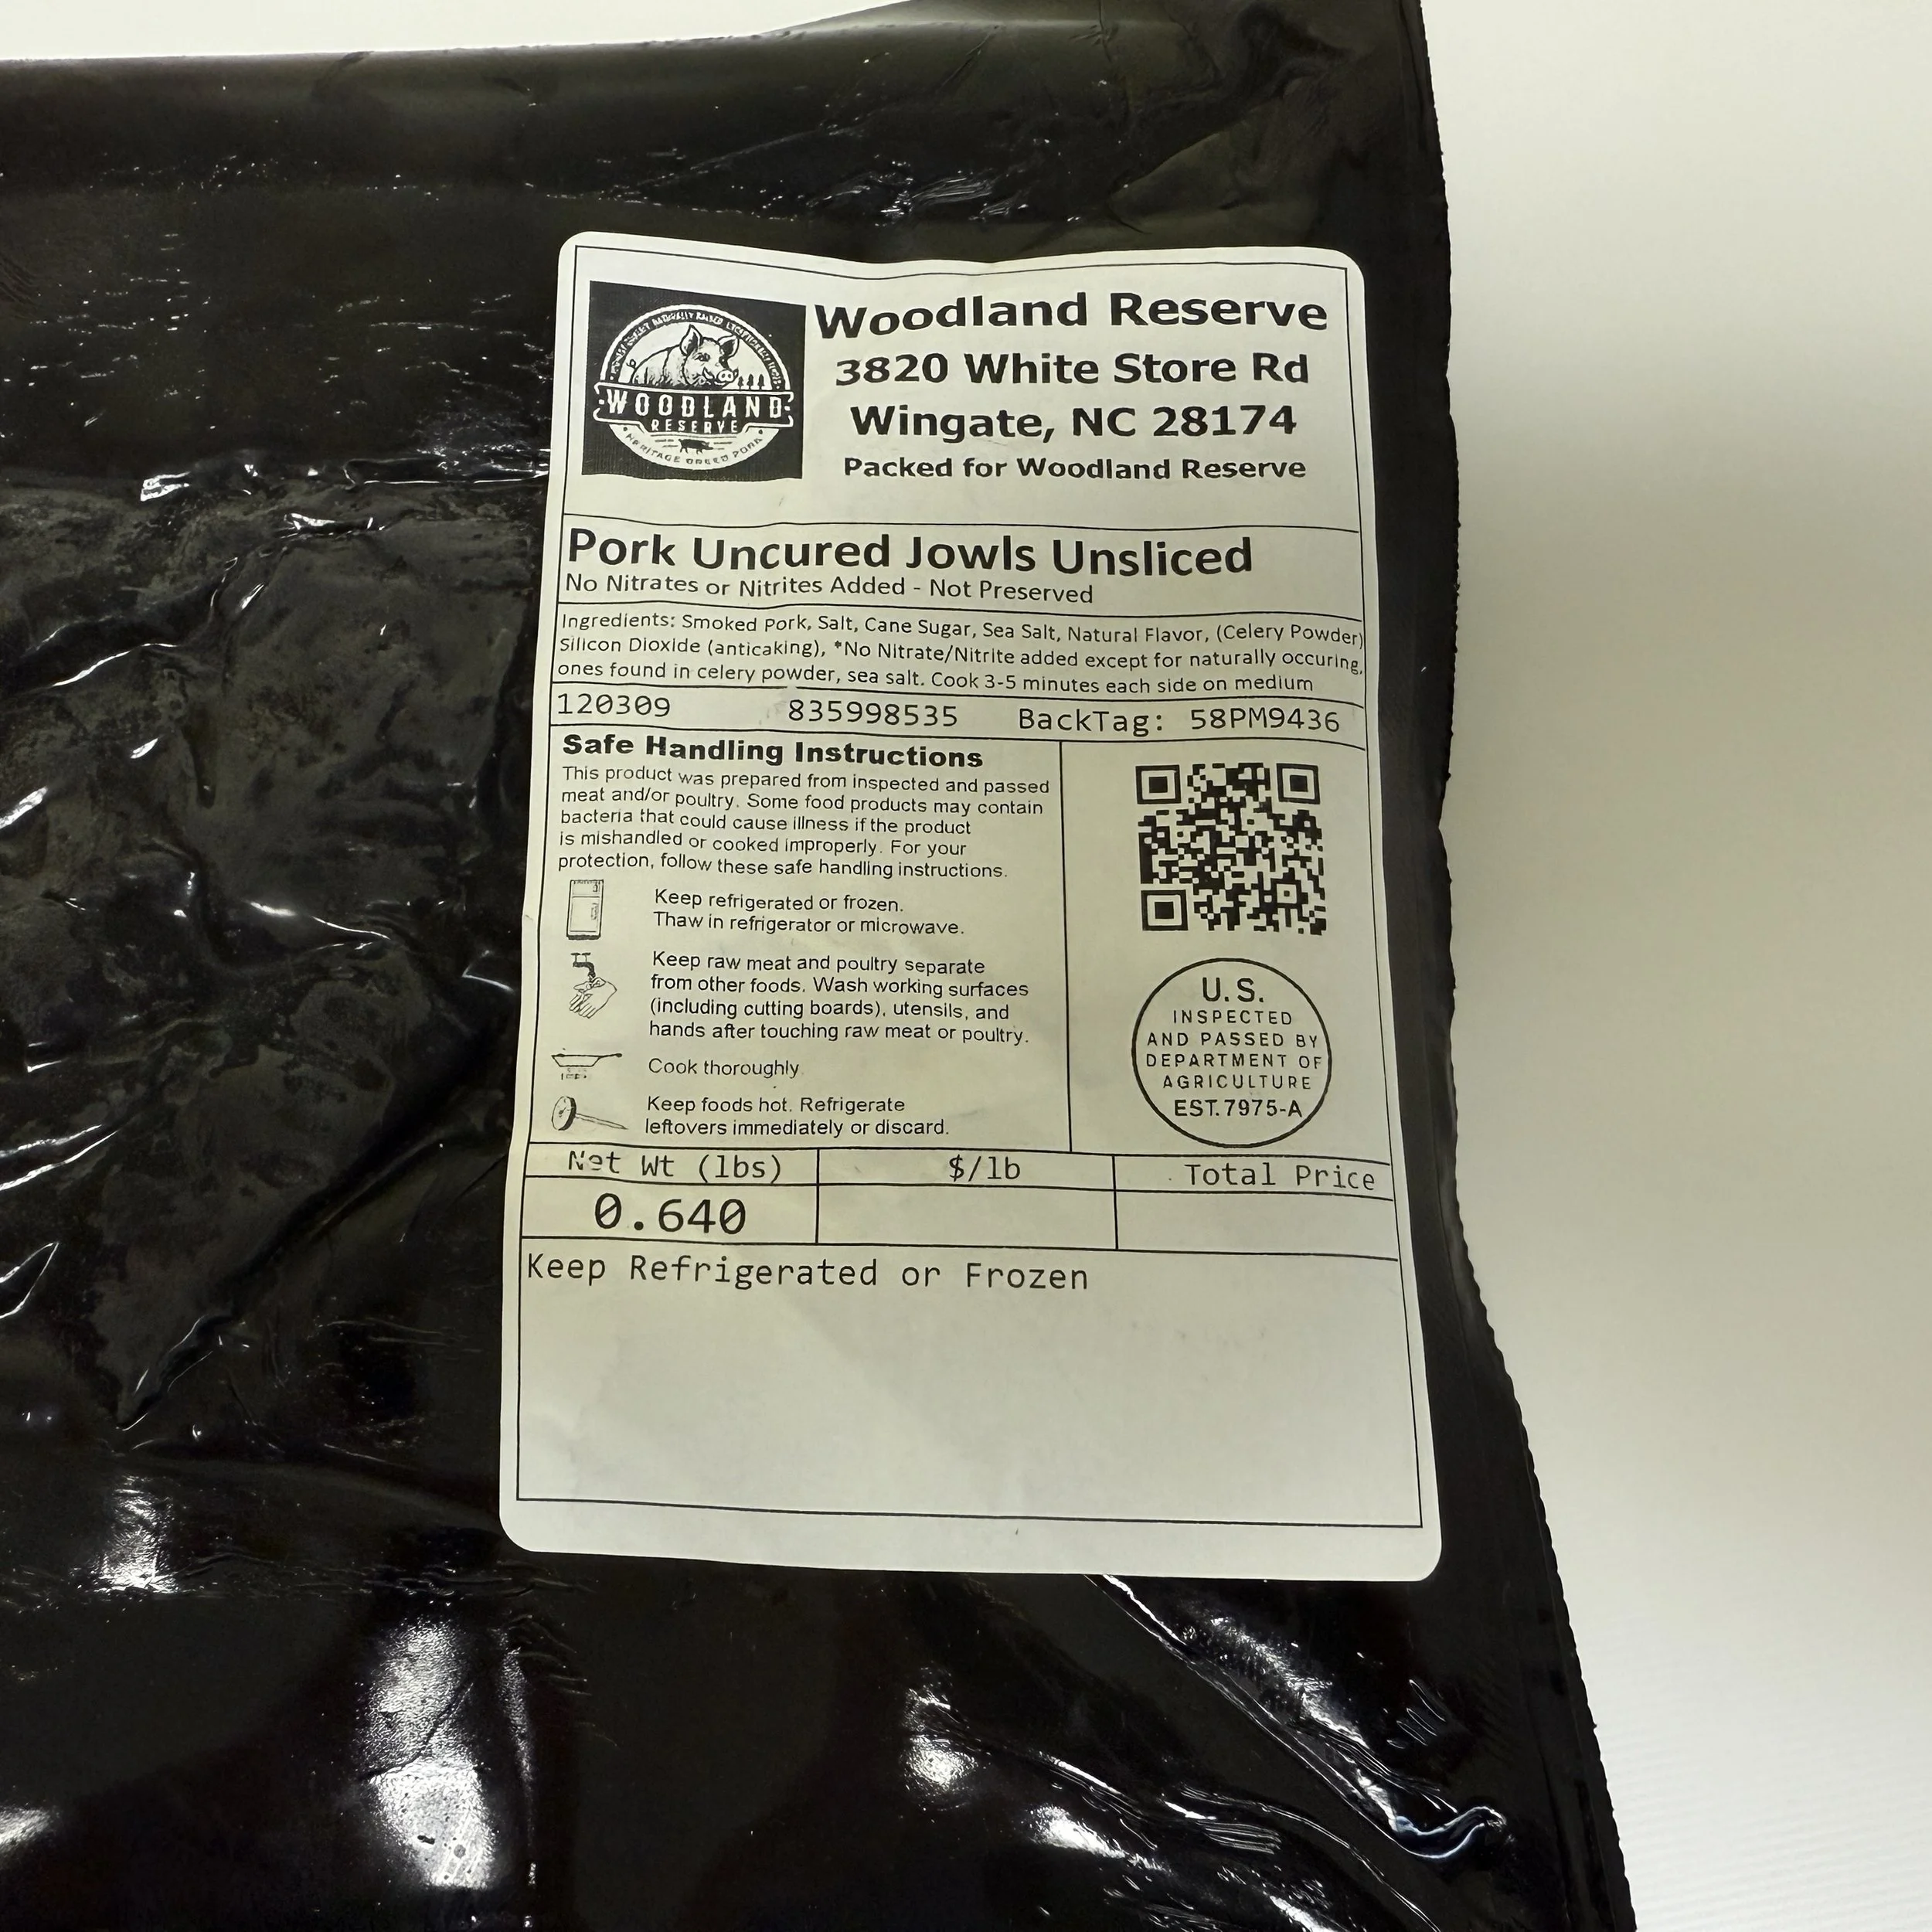 Woodland Reserve
3820 White Store Rd
Wingate, NC 28174
Packed for Woodland Reserve
WOODLAND
RESERVE
HERITAGE BREED PORK
Pork Uncured Jowls Unsliced
No Nitrates or Nitrites Added - Not Preserved
Ingredients: Smoked Pork, Salt, Cane Sugar, Sea Salt, Natural Flavor, (Celery Powder)
Silicon Dioxide (anticaking), *No Nitrate/Nitrite added except for naturally occuring,
ones found in celery powder, sea salt. Cook 3-5 minutes each side on medium
120309 835998535 BackTag: 58PM9436
Safe Handling Instructions
This product was prepared from inspected and passed
meat and/or poultry. Some food products may contain
bacteria that could cause illness if the product
is mishandled or cooked improperly. For your
protection, follow these safe handling instructions.
Keep refrigerated or frozen.
Thaw in refrigerator or microwave.
Keep raw meat and poultry separate
from other foods. Wash working surfaces
(including cutting boards), utensils, and
hands after touching raw meat or poultry.
Cook thoroughly
Keep foods hot. Refrigerate
leftovers immediately or discard.
U.S.
INSPECTED
AND PASSED BY
DEPARTMENT OF
AGRICULTURE
EST. 7975-A
Net Wt (lbs) $/lb Total Price
0.640
Keep Refrigerated or Frozen